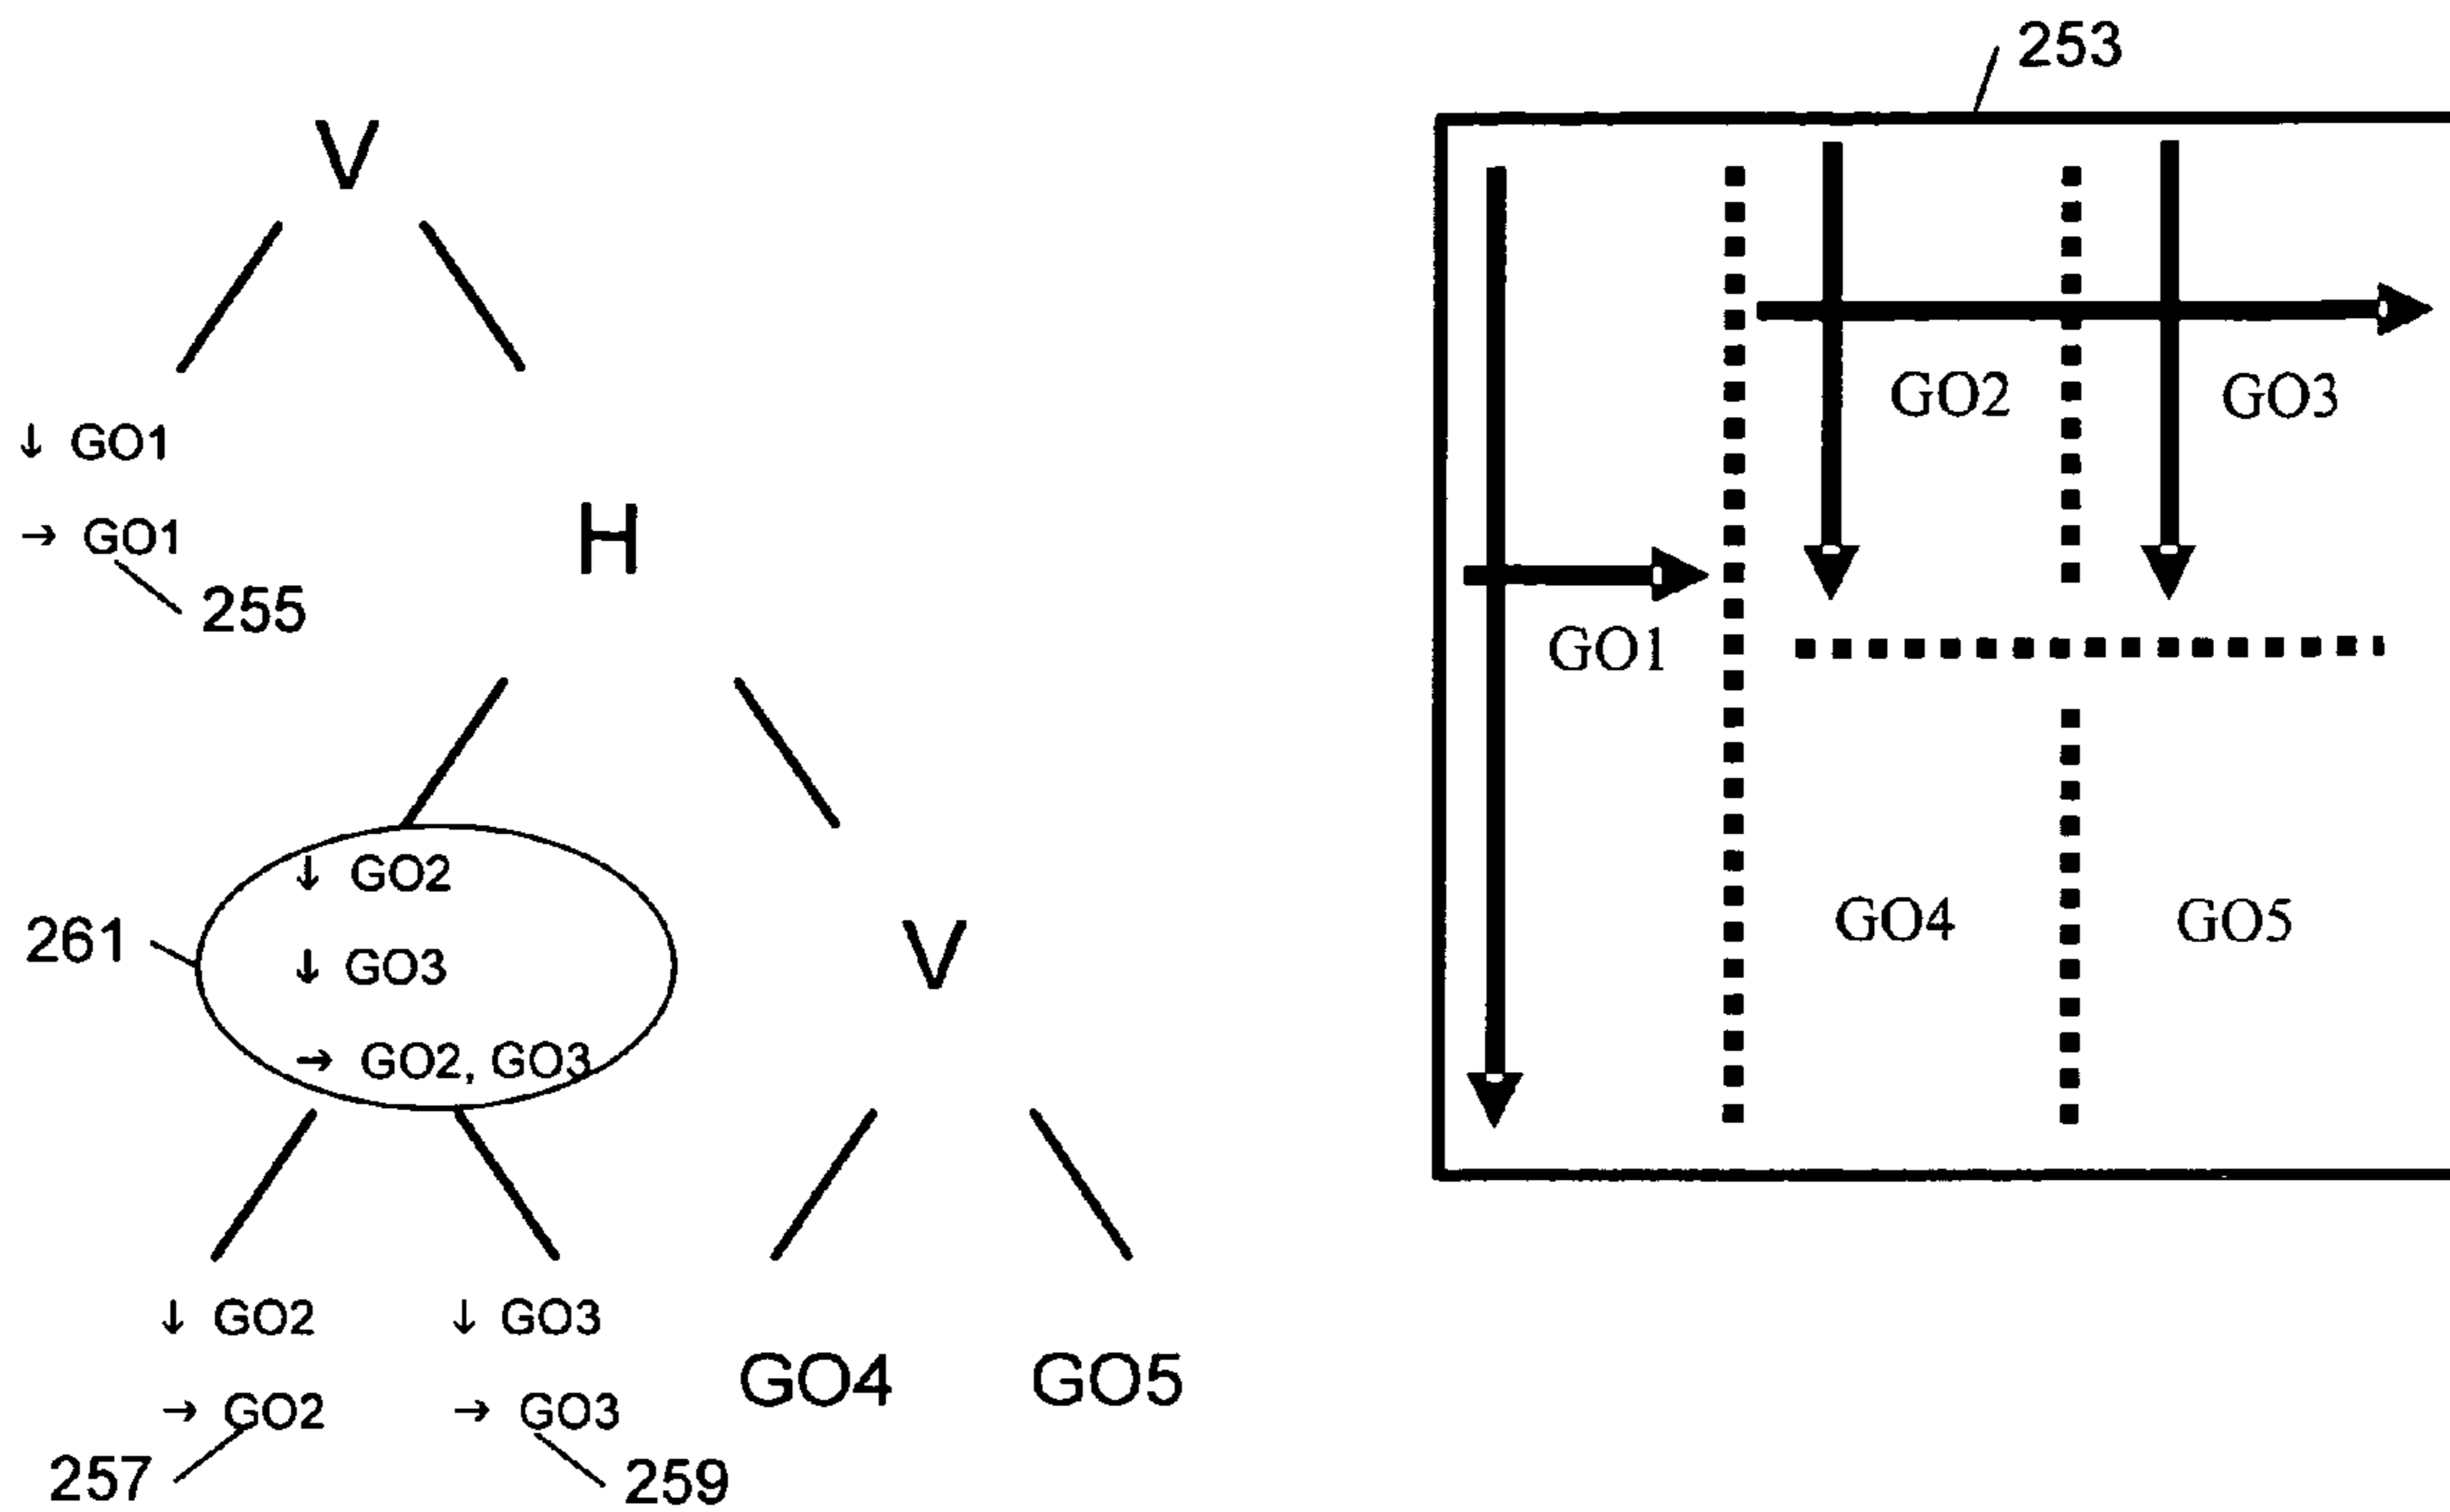 V
↓ GO1
→ GO1
255
H
261
↓ GO2
↓ GO3
→ GO2, GO3
V
↓ GO2
→ GO2
257
↓ GO3
→ GO3
259
GO4
GO5
253
GO2
GO3
GO1
GO4
GO5